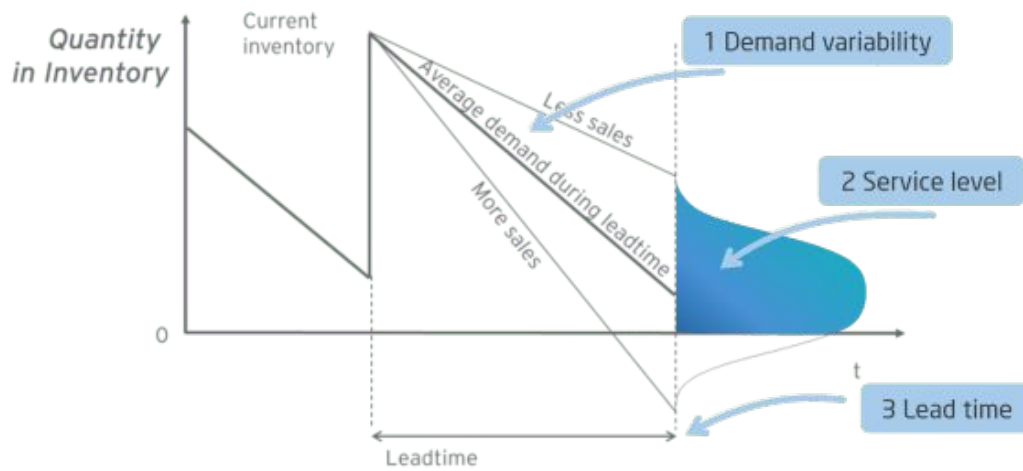 Quantity
in Inventory
Current
inventory
1 Demand variability
Less sales
Average demand during leadtime
More sales
2 Service level
0
t
3 Lead time
Leadtime